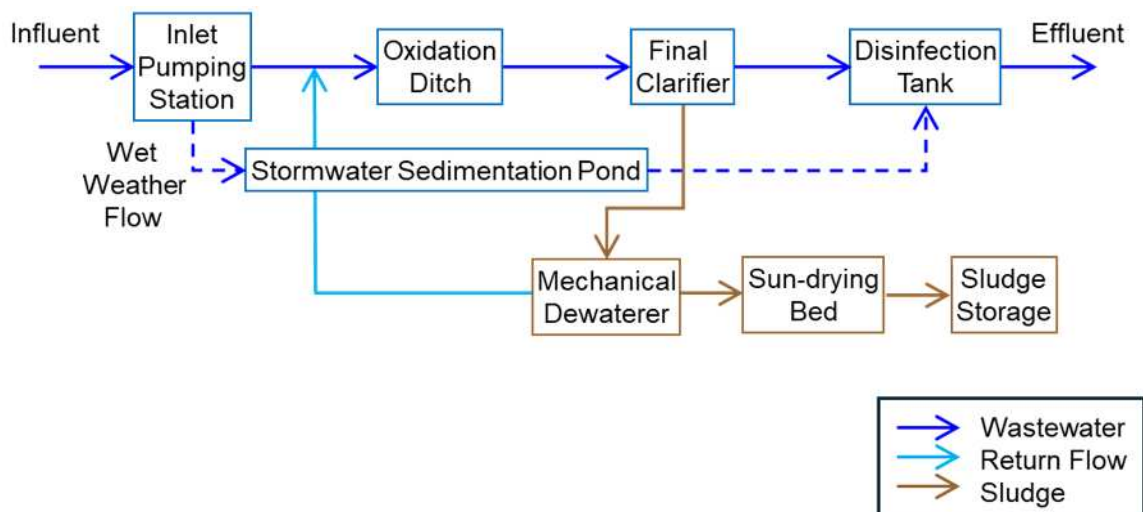 Influent
Inlet
Pumping
Station
Oxidation
Ditch
Final
Clarifier
Disinfection
Tank
Effluent
Wet
Weather
Flow
Stormwater Sedimentation Pond
Mechanical
Dewaterer
Sun-drying
Bed
Sludge
Storage
Wastewater
Return Flow
Sludge